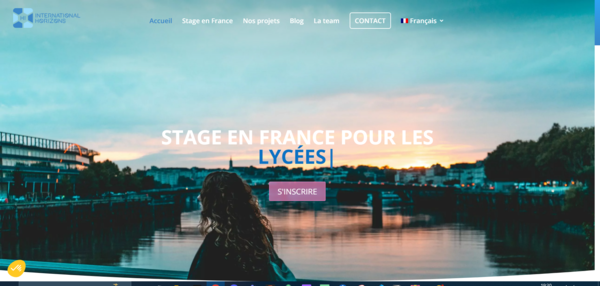 INTERNATIONAL
HORIZONS
Accueil
Stage en France
Nos projets
Blog
La team
CONTACT
Français
STAGE EN FRANCE POUR LES
LYCÉES|
S'INSCRIRE